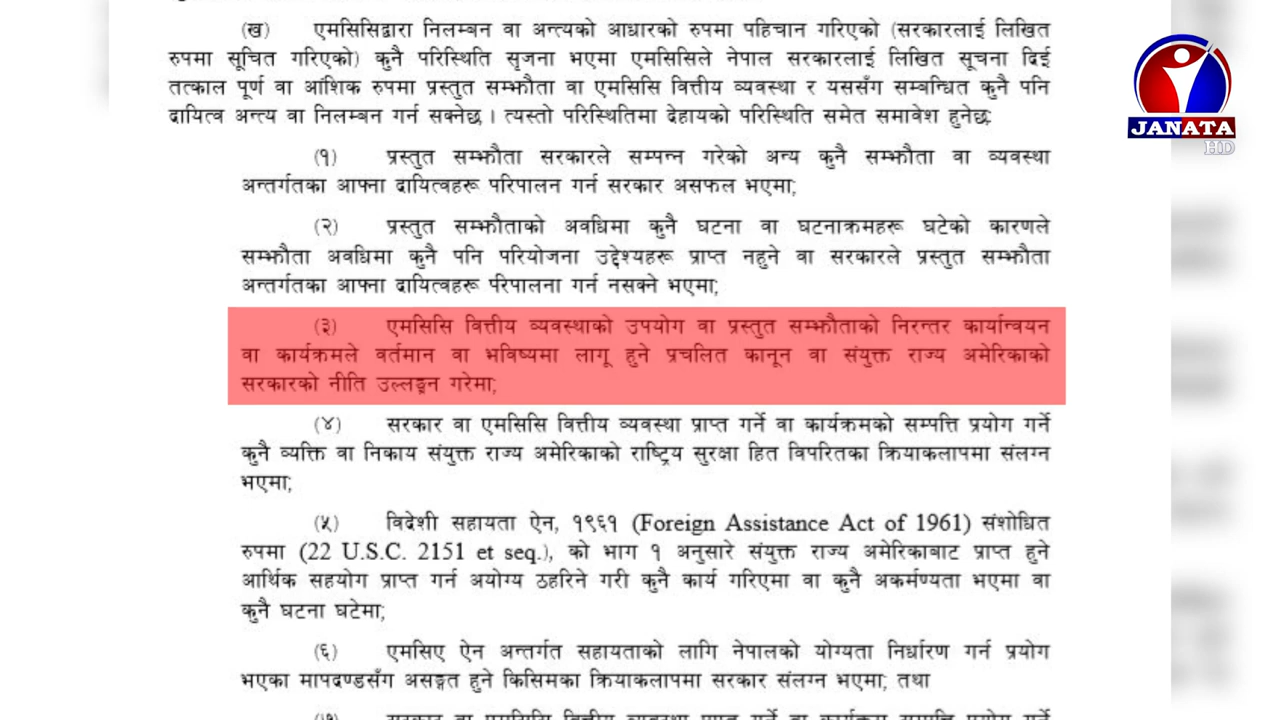 (ख) एमसिसिद्वारा निलम्बन वा अन्त्यको आधारको रुपमा पहिचान गरिएको (सरकारलाई लिखित
रुपमा सूचित गरिएको) कुनै परिस्थिति सृजना भएमा एमसिसिले नेपाल सरकारलाई लिखित सूचना दिई
तत्काल पूर्ण वा आंशिक रुपमा प्रस्तुत सम्झौता वा एमसिसि वित्तीय व्यवस्था र यससँग सम्बन्धित कुनै पनि
दायित्व अन्त्य वा निलम्बन गर्न सक्नेछ । त्यस्तो परिस्थितिमा देहायको परिस्थिति समेत समावेश हुनेछ:
(१) प्रस्तुत सम्झौता सरकारले सम्पन्न गरेको अन्य कुनै सम्झौता वा व्यवस्था
अन्तर्गतका आफ्ना दायित्वहरू परिपालन गर्न सरकार असफल भएमा;
(२) प्रस्तुत सम्झौताको अवधिमा कुनै घटना वा घटनाक्रमहरू घटेको कारणले
सम्झौता अवधिमा कुनै पनि परियोजना उद्देश्यहरू प्राप्त नहुने वा सरकारले प्रस्तुत सम्झौता
अन्तर्गतका आफ्ना दायित्वहरू परिपालना गर्न नसक्ने भएमा;
(३) एमसिसि वित्तीय व्यवस्थाको उपयोग वा प्रस्तुत सम्झौताको निरन्तर कार्यान्वयन
वा कार्यक्रमले वर्तमान वा भविष्यमा लागू हुने प्रचलित कानून वा संयुक्त राज्य अमेरिकाको
सरकारको नीति उल्लङ्घन गरेमा;
(४) सरकार वा एमसिसि वित्तीय व्यवस्था प्राप्त गर्ने वा कार्यक्रमको सम्पत्ति प्रयोग गर्ने
कुनै व्यक्ति वा निकाय संयुक्त राज्य अमेरिकाको राष्ट्रिय सुरक्षा हित विपरितका क्रियाकलापमा संलग्न
भएमा;
(५) विदेशी सहायता ऐन, १९६१ (Foreign Assistance Act of 1961) संशोधित
रुपमा (22 U.S.C. 2151 et seq.), को भाग १ अनुसारे संयुक्त राज्य अमेरिकाबाट प्राप्त हुने
आर्थिक सहयोग प्राप्त गर्न अयोग्य ठहरिने गरी कुनै कार्य गरिएमा वा कुनै अकर्मण्यता भएमा वा
कुनै घटना घटेमा;
(६) एमसिए ऐन अन्तर्गत सहायताको लागि नेपालको योग्यता निर्धारण गर्न प्रयोग
भएका मापदण्डसँग असङ्गत हुने किसिमका क्रियाकलापमा सरकार संलग्न भएमा; तथा
JANATA
HD